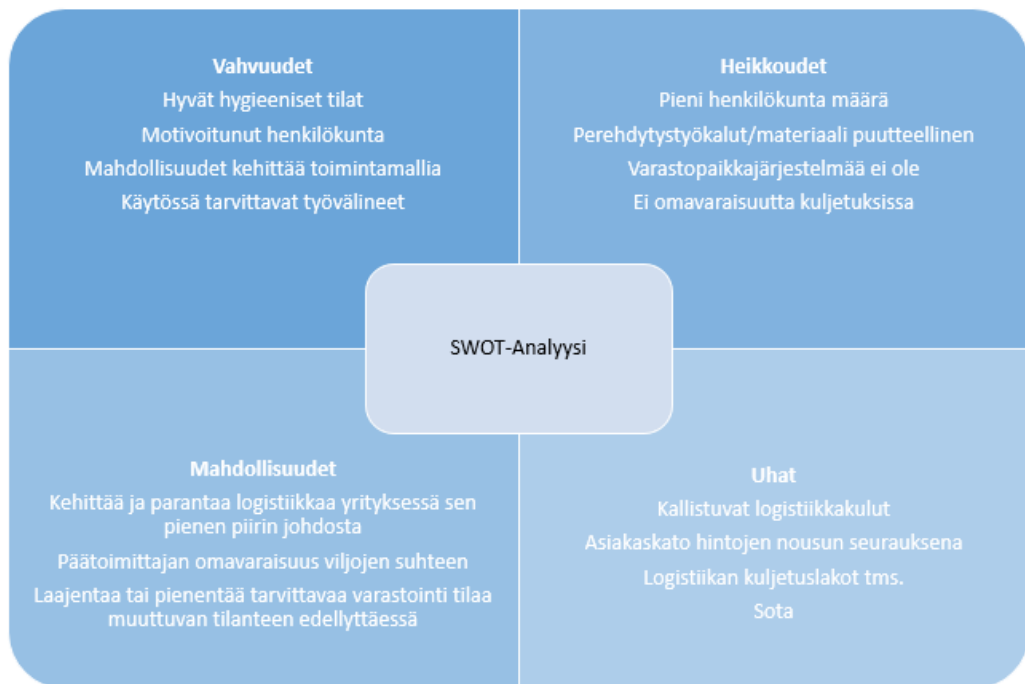 Vahvuudet
Hyvät hygieeniset tilat
Motivoitunut henkilökunta
Mahdollisuudet kehittää toimintamallia
Käytössä tarvittavat työvälineet
Heikkoudet
Pieni henkilökunta määrä
Perehdytystyökalut/materiaali puutteellinen
Varastopaikkajärjestelmää ei ole
Ei omavaraisuutta kuljetuksissa
SWOT-Analyysi
Mahdollisuudet
Kehittää ja parantaa logistiikkaa yrityksessä sen
pienen piirin johdosta
Päätoimittajan omavaraisuus viljojen suhteen
Laajentaa tai pienentää tarvittavaa varastointi tilaa
muuttuvan tilanteen edellyttäessä
Uhat
Kallistuvat logistiikkakulut
Asiakaskato hintojen nousun seurauksena
Logistiikan kuljetuslakot tms.
Sota